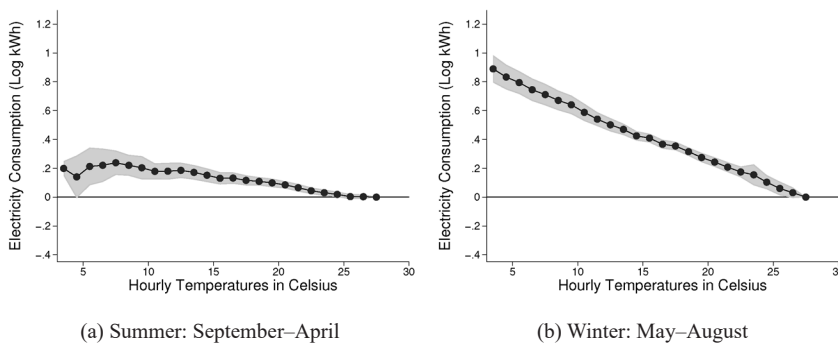 Electricity Consumption (Log kWh)
1.2
1
.8
.6
.4
.2
0
-.2
-.4
5 10 15 20 25 30
Hourly Temperatures in Celsius
(a) Summer: September–April
Electricity Consumption (Log kWh)
1.2
1
.8
.6
.4
.2
0
-.2
-.4
5 10 15 20 25 30
Hourly Temperatures in Celsius
(b) Winter: May–August